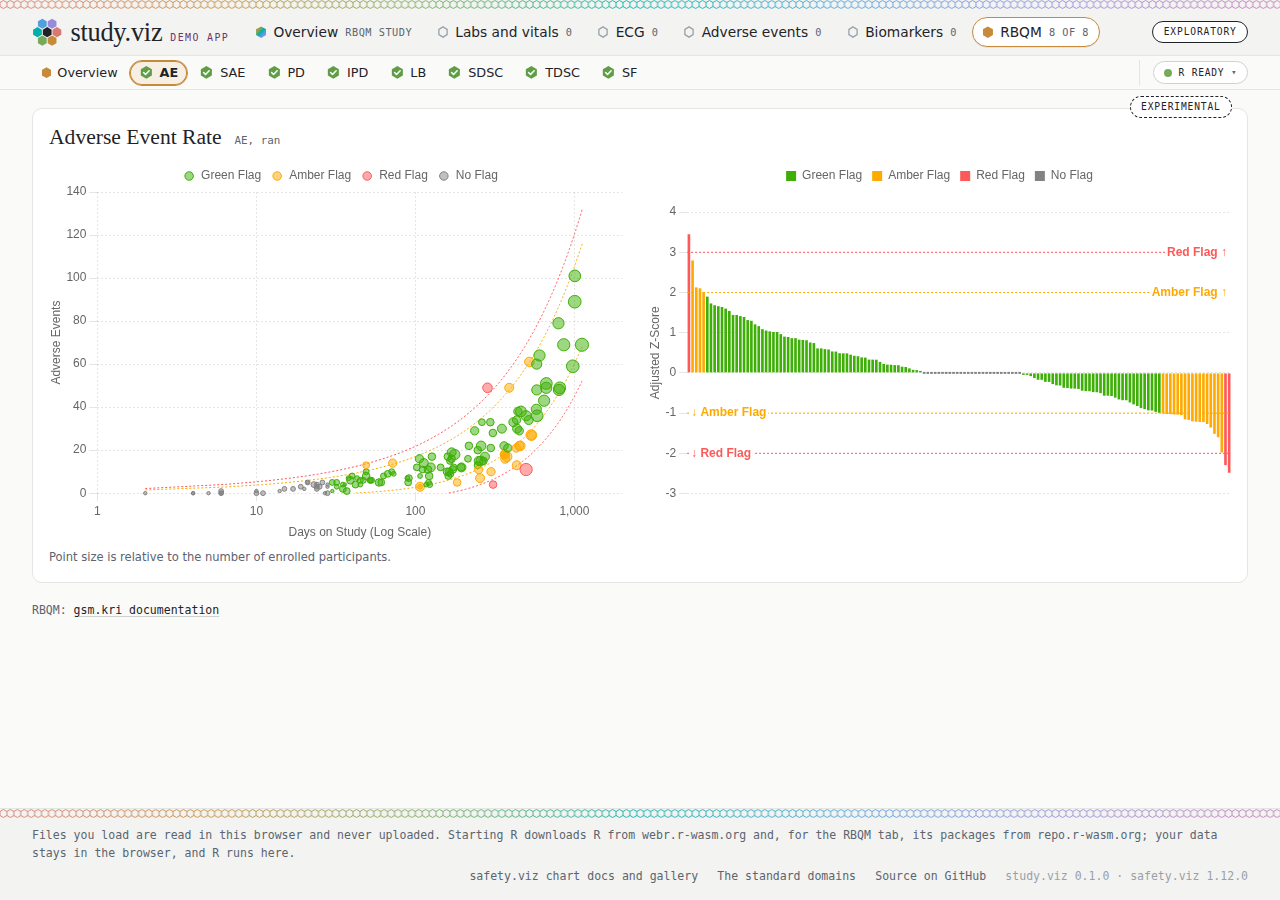 study.viz DEMO APP
Overview RBQM STUDY
Labs and vitals 0
ECG 0
Adverse events 0
Biomarkers 0
RBQM 8 OF 8
EXPLORATORY
Overview
AE
SAE
PD
IPD
LB
SDSC
TDSC
SF
R READY ▾
EXPERIMENTAL
Adverse Event Rate AE, ran
Green Flag Amber Flag Red Flag No Flag
140
120
100
80
60
40
20
0
Adverse Events
1 10 100 1,000
Days on Study (Log Scale)
Green Flag Amber Flag Red Flag No Flag
4
3
2
1
0
-1
-2
-3
Adjusted Z-Score
Red Flag ↑
Amber Flag ↑
↓ Amber Flag
↓ Red Flag
Point size is relative to the number of enrolled participants.
RBQM: gsm.kri documentation
Files you load are read in this browser and never uploaded. Starting R downloads R from webr.r-wasm.org and, for the RBQM tab, its packages from repo.r-wasm.org; your data
stays in the browser, and R runs here.
safety.viz chart docs and gallery The standard domains Source on GitHub study.viz 0.1.0 · safety.viz 1.12.0